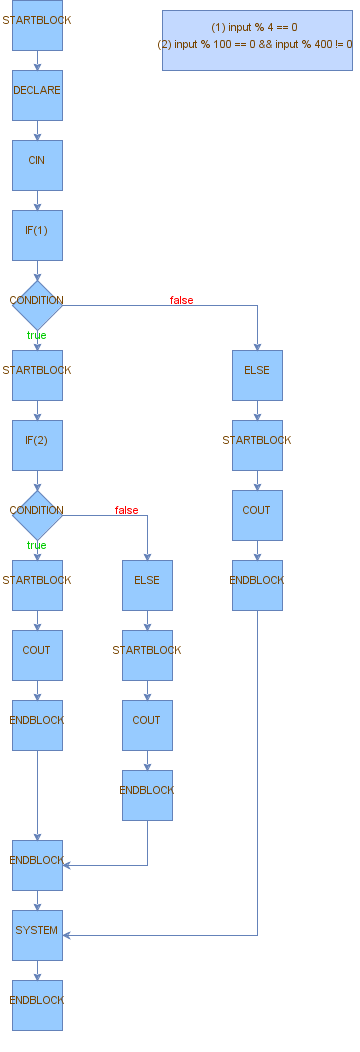 STARTBLOCK
(1) input % 4 == 0
(2) input % 100 == 0 && input % 400 != 0
DECLARE
CIN
IF(1)
CONDITION
false
true
STARTBLOCK
ELSE
IF(2)
STARTBLOCK
CONDITION
false
COUT
true
STARTBLOCK
ELSE
ENDBLOCK
COUT
STARTBLOCK
ENDBLOCK
COUT
ENDBLOCK
ENDBLOCK
SYSTEM
ENDBLOCK